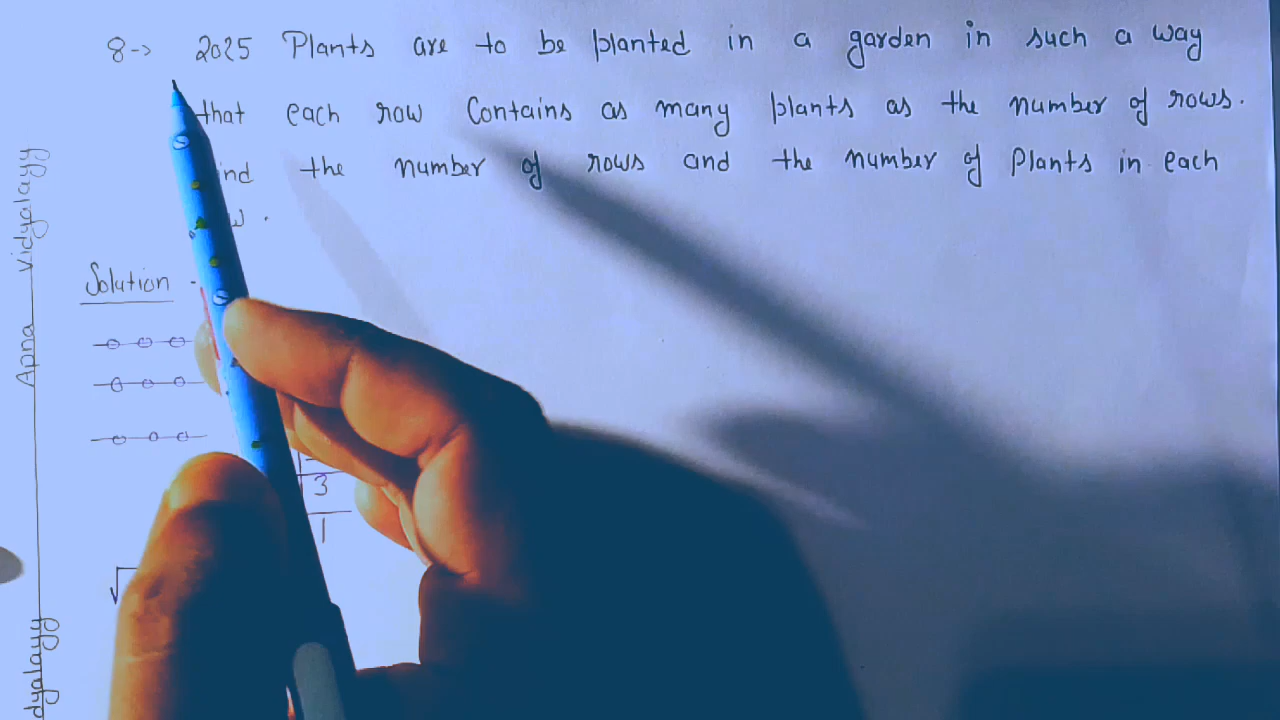 8-> 2025 Plants are to be planted in a garden in such a way
that each row Contains as many plants as the number of rows.
the number of rows and the number of Plants in each
Solution -
3
1
Apna vidyalayy